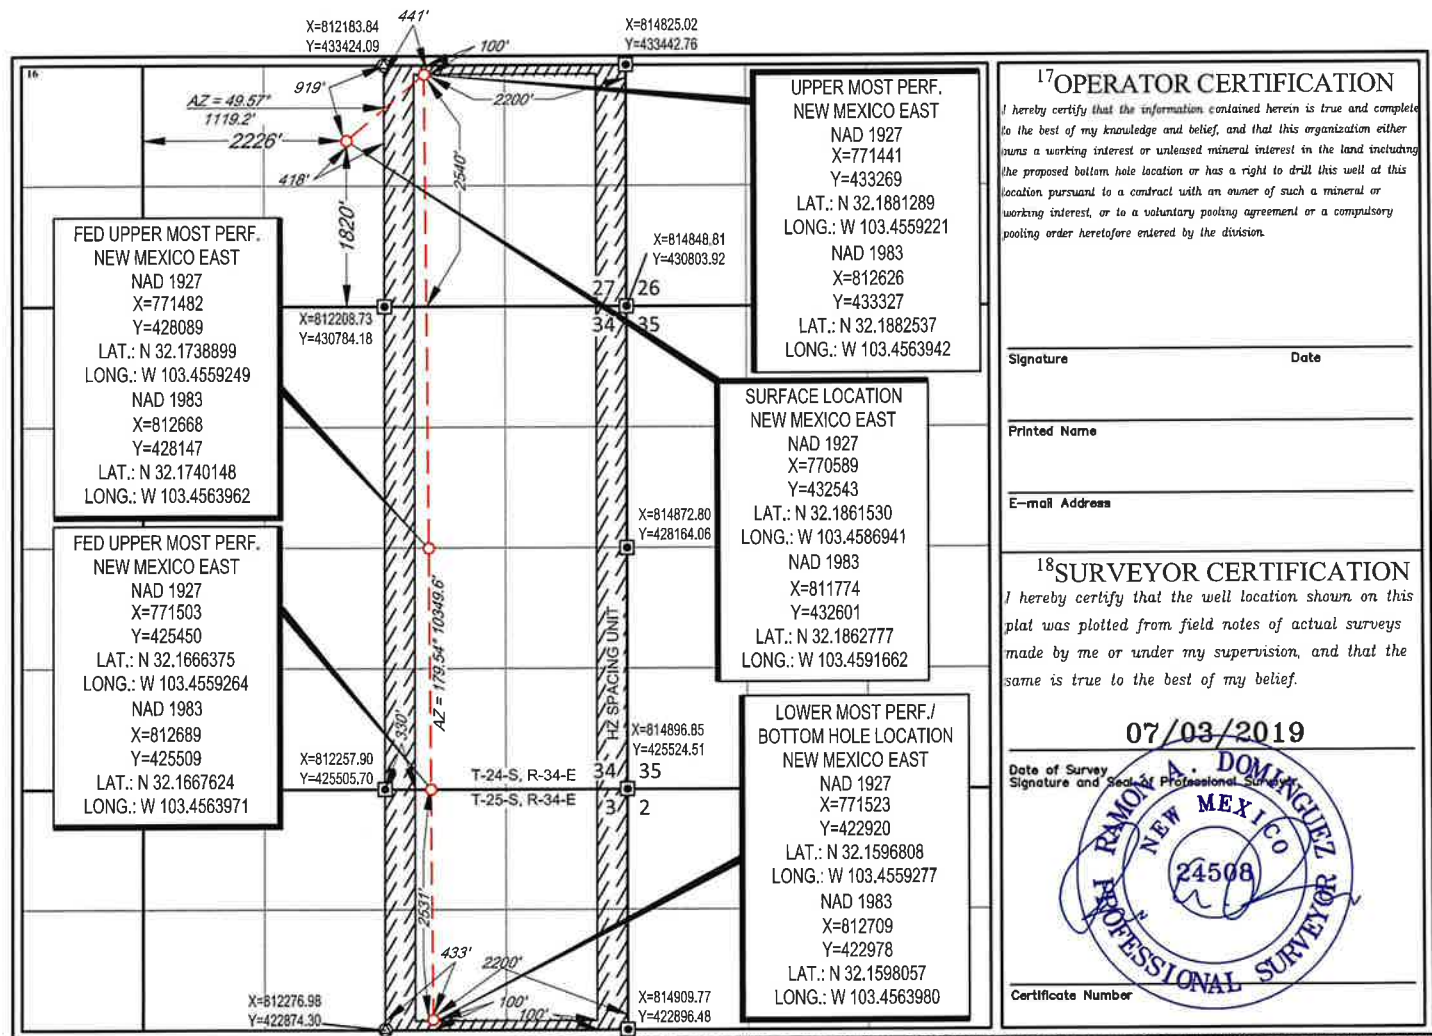 16
X=812183.84
Y=433424.09
441'
100'
X=814825.02
Y=433442.76
919'
AZ = 49.57°
1119.2'
2226'
418'
1820'
2200'
2540'
X=814848.81
Y=430803.92
27 26
34 35
X=812208.73
Y=430784.18
FED UPPER MOST PERF.
NEW MEXICO EAST
NAD 1927
X=771482
Y=428089
LAT.: N 32.1738899
LONG.: W 103.4559249
NAD 1983
X=812668
Y=428147
LAT.: N 32.1740148
LONG.: W 103.4563962
FED UPPER MOST PERF.
NEW MEXICO EAST
NAD 1927
X=771503
Y=425450
LAT.: N 32.1666375
LONG.: W 103.4559264
NAD 1983
X=812689
Y=425509
LAT.: N 32.1667624
LONG.: W 103.4563971
UPPER MOST PERF.
NEW MEXICO EAST
NAD 1927
X=771441
Y=433269
LAT.: N 32.1881289
LONG.: W 103.4559221
NAD 1983
X=812626
Y=433327
LAT.: N 32.1882537
LONG.: W 103.4563942
SURFACE LOCATION
NEW MEXICO EAST
NAD 1927
X=770589
Y=432543
LAT.: N 32.1861530
LONG.: W 103.4586941
NAD 1983
X=811774
Y=432601
LAT.: N 32.1862777
LONG.: W 103.4591662
X=814872.80
Y=428164.06
AZ = 179.54° 10349.6'
HZ SPACING UNIT
330'
X=812257.90
Y=425505.70
X=814896.85
Y=425524.51
T-24-S, R-34-E
T-25-S, R-34-E
34 35
3 2
LOWER MOST PERF./
BOTTOM HOLE LOCATION
NEW MEXICO EAST
NAD 1927
X=771523
Y=422920
LAT.: N 32.1596808
LONG.: W 103.4559277
NAD 1983
X=812709
Y=422978
LAT.: N 32.1598057
LONG.: W 103.4563980
2531'
433'
2200'
100'
100'
X=812276.98
Y=422874.30
X=814909.77
Y=422896.48
17 OPERATOR CERTIFICATION
I hereby certify that the information contained herein is true and complete
to the best of my knowledge and belief, and that this organization either
owns a working interest or unleased mineral interest in the land including
the proposed bottom hole location or has a right to drill this well at this
location pursuant to a contract with an owner of such a mineral or
working interest, or to a voluntary pooling agreement or a compulsory
pooling order heretofore entered by the division.
Signature Date
Printed Name
E-mail Address
18 SURVEYOR CERTIFICATION
I hereby certify that the well location shown on this
plat was plotted from field notes of actual surveys
made by me or under my supervision, and that the
same is true to the best of my belief.
07/03/2019
Date of Survey
Signature and Seal of Professional Surveyor
RAMON A. DOMINGUEZ
NEW MEXICO
24508
PROFESSIONAL SURVEYOR
Certificate Number